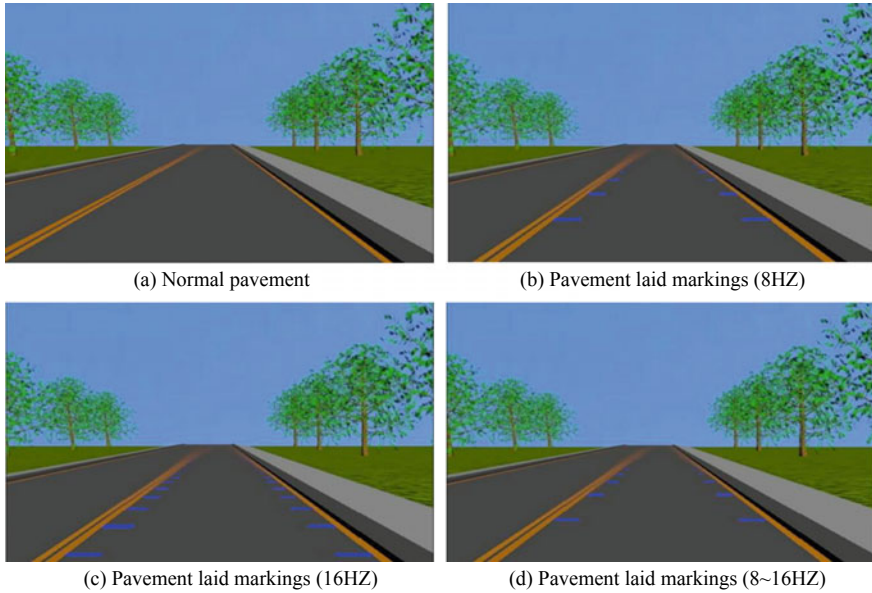 (a) Normal pavement
(b) Pavement laid markings (8HZ)
(c) Pavement laid markings (16HZ)
(d) Pavement laid markings (8~16HZ)